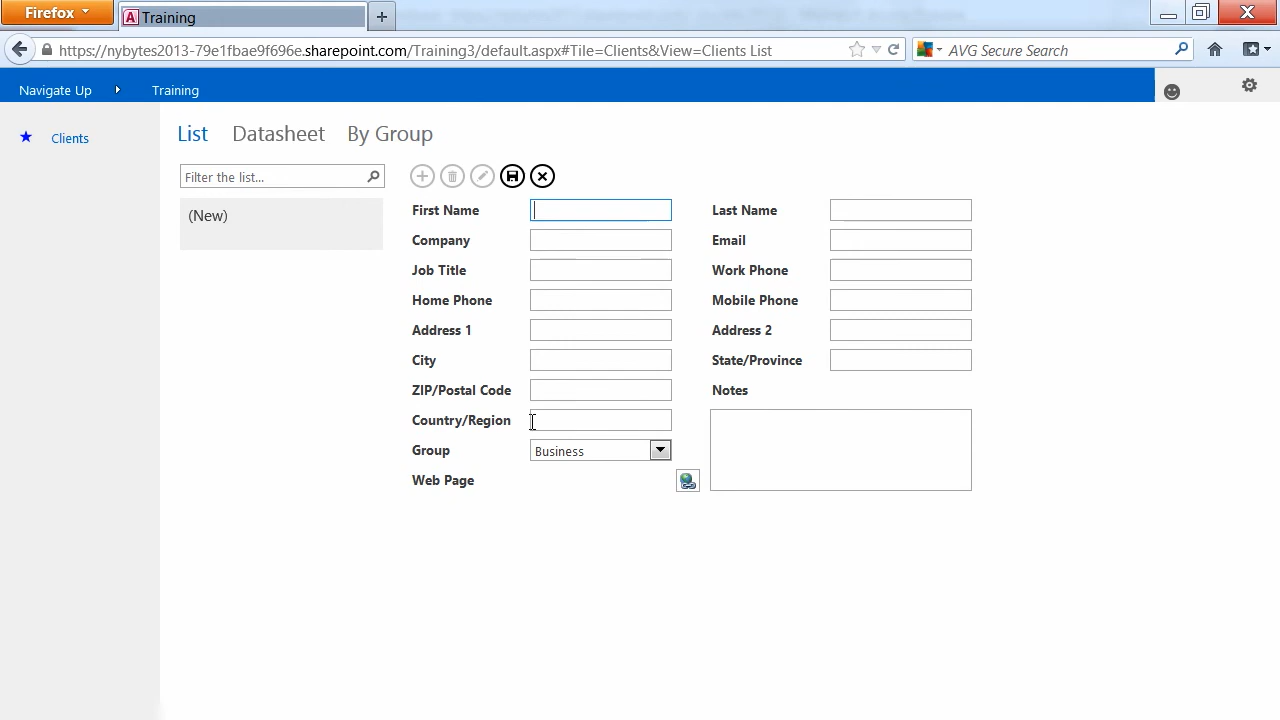 Firefox
Training
https://nybytes2013-79e1fbae9f696e.sharepoint.com/Training3/default.aspx#Tile=Clients&View=Clients List
AVG Secure Search
Navigate Up
Training
Clients
List Datasheet By Group
Filter the list...
(New)
First Name Last Name
Company Email
Job Title Work Phone
Home Phone Mobile Phone
Address 1 Address 2
City State/Province
ZIP/Postal Code Notes
Country/Region
Group Business
Web Page